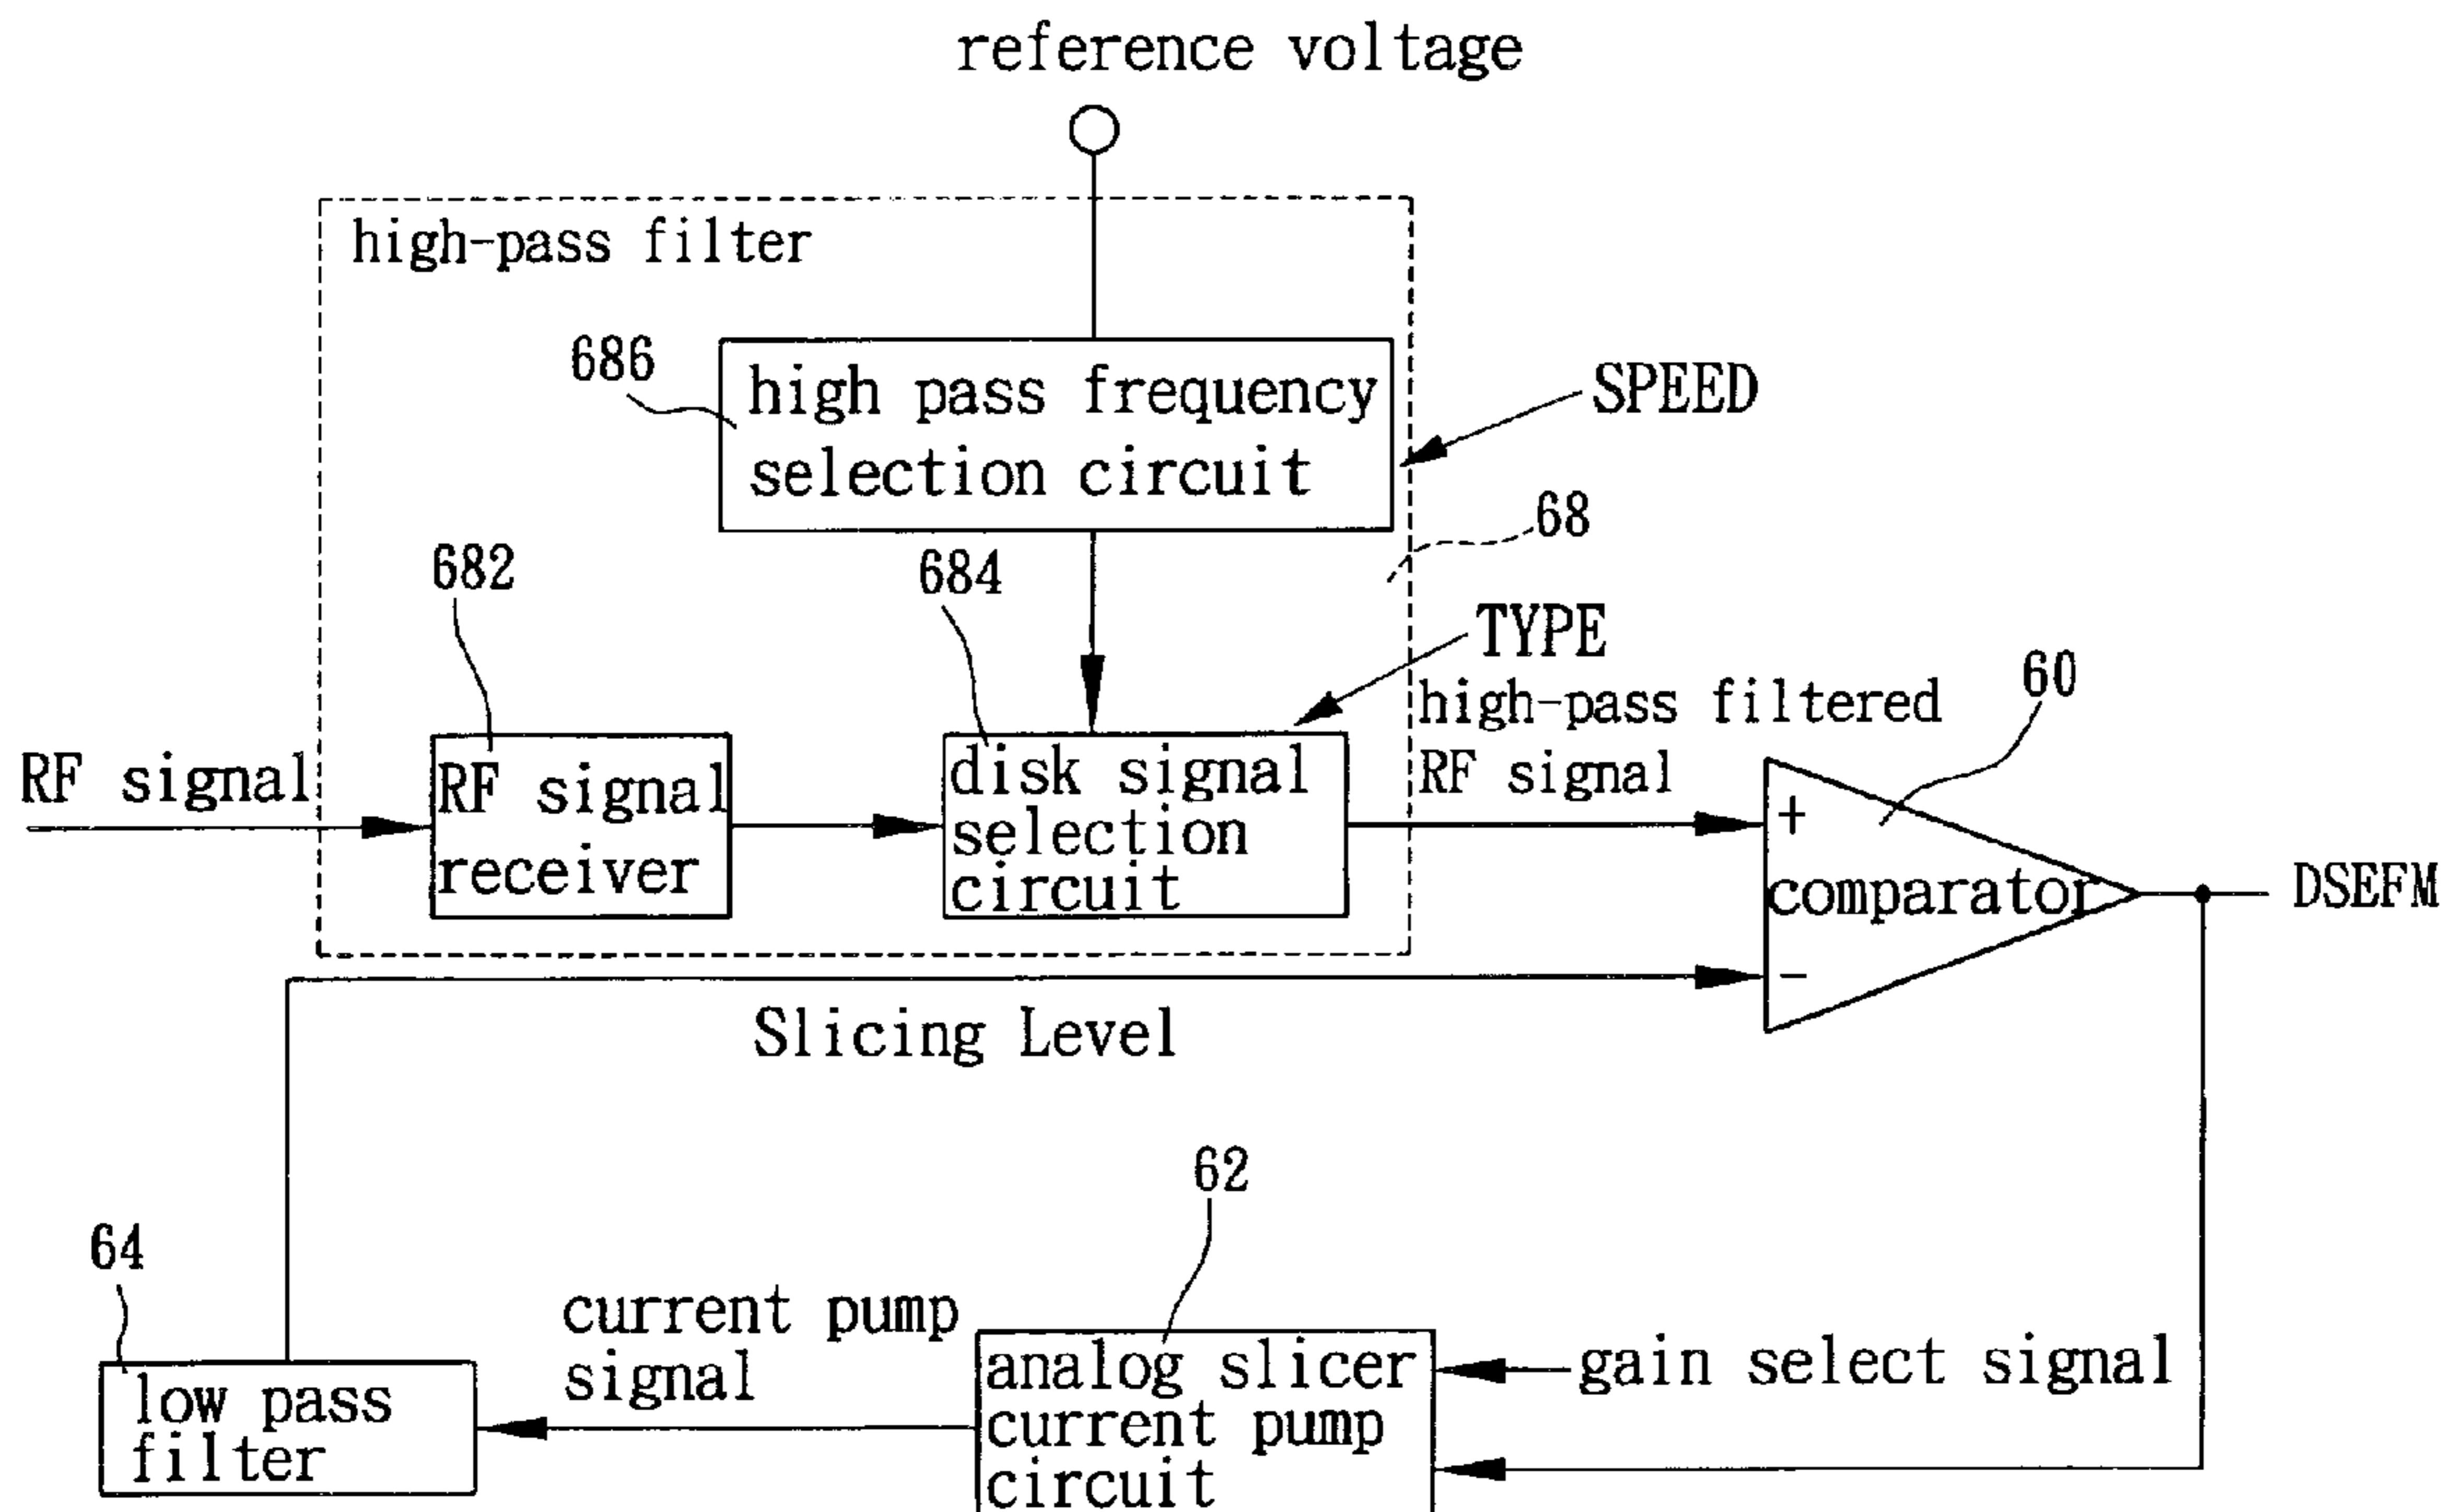 reference voltage
high-pass filter
686
high pass frequency
selection circuit
SPEED
68
682
684
TYPE
high-pass filtered
RF signal
60
RF signal
RF signal
receiver
disk signal
selection
circuit
+
comparator
-
DSEFM
Slicing Level
62
64
current pump
signal
analog slicer
current pump
circuit
gain select signal
low pass
filter